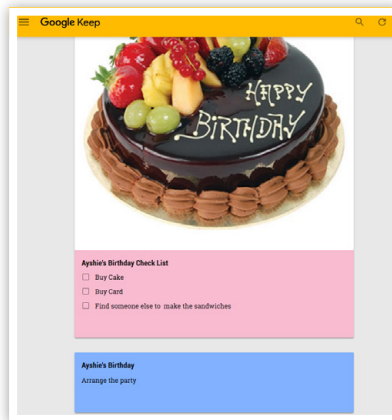 Google Keep
HAPPY
BIRTHDAY
Ayshie's Birthday Check List
Buy Cake
Buy Card
Find someone else to make the sandwiches
Ayshie's Birthday
Arrange the party